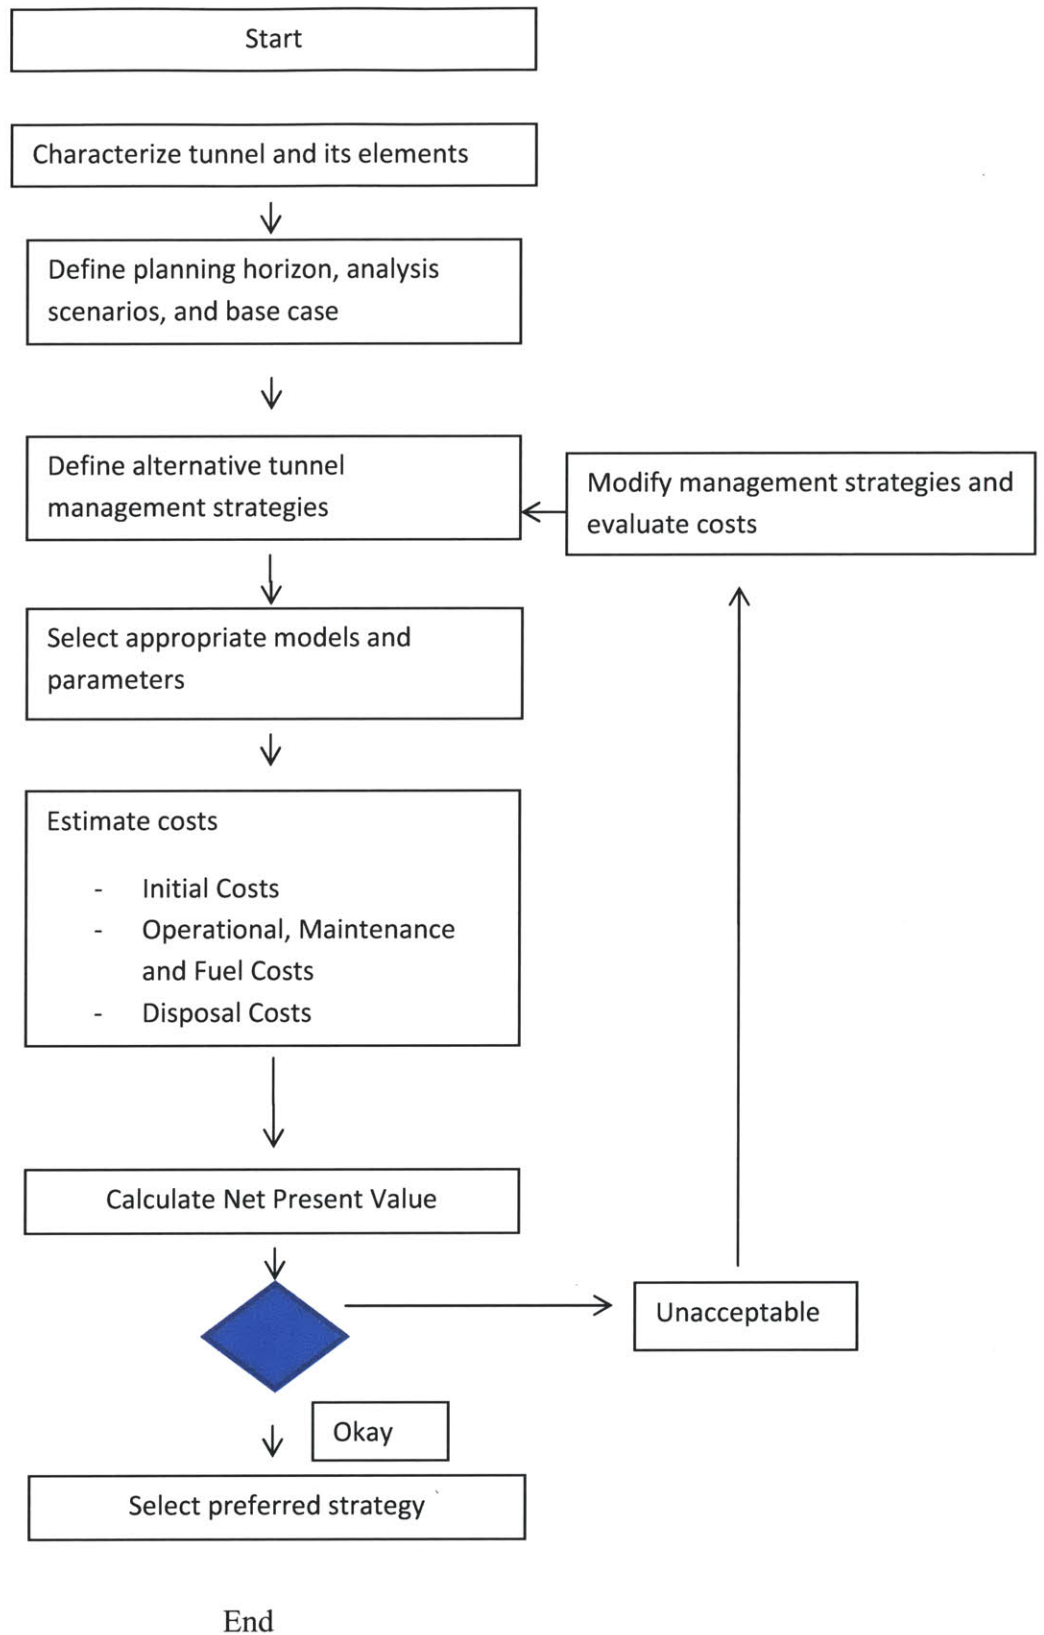 Start
Characterize tunnel and its elements
Define planning horizon, analysis
scenarios, and base case
Define alternative tunnel
management strategies
Modify management strategies and
evaluate costs
Select appropriate models and
parameters
Estimate costs
- Initial Costs
- Operational, Maintenance
and Fuel Costs
- Disposal Costs
Calculate Net Present Value
Unacceptable
Okay
Select preferred strategy
End